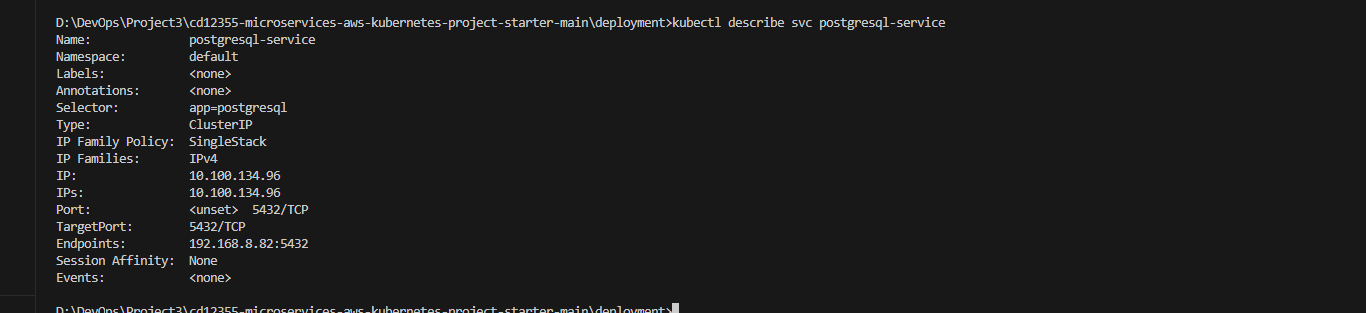 D:\DevOps\Project3\cd12355-microservices-aws-kubernetes-project-starter-main\deployment>kubectl describe svc postgresql-service
Name:              postgresql-service
Namespace:         default
Labels:            <none>
Annotations:       <none>
Selector:          app=postgresql
Type:              ClusterIP
IP Family Policy:  SingleStack
IP Families:       IPv4
IP:                10.100.134.96
IPs:               10.100.134.96
Port:              <unset>  5432/TCP
TargetPort:        5432/TCP
Endpoints:         192.168.8.82:5432
Session Affinity:  None
Events:            <none>
D:\DevOps\Project3\cd12355-microservices-aws-kubernetes-project-starter-main\deployment>